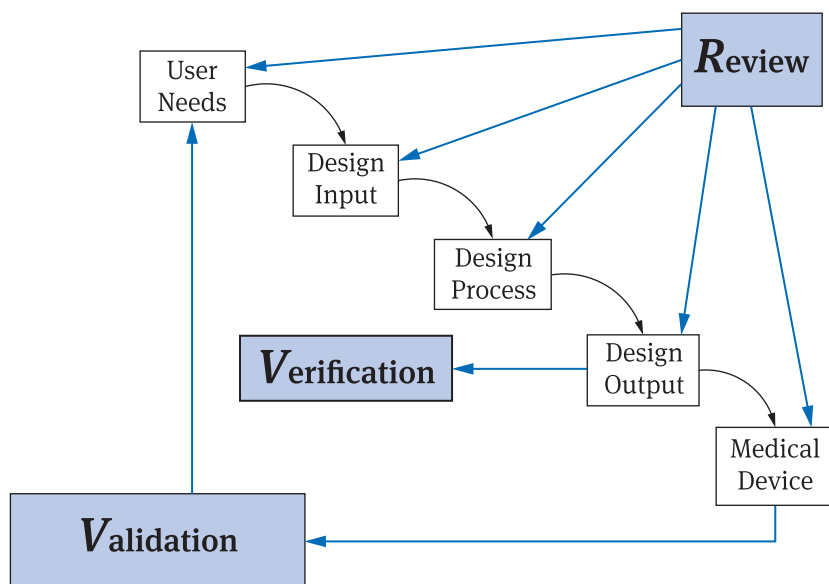 User
Needs
Review
Design
Input
Design
Process
Verification
Design
Output
Medical
Device
Validation